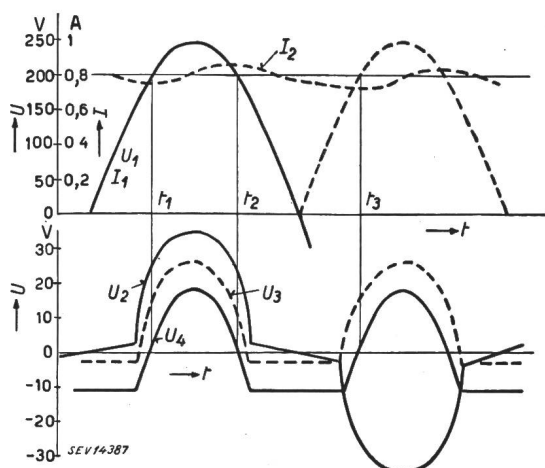 V A
250 1
200 0,8
150 0,6
100 0 4
50 0,2
0
U I
I₂
U₁
I₁
t₁ t₂ t₃
t
V
30
20
10
0
-10
-20
-30
U
U₂ U₃
U₄
t
SEV14387